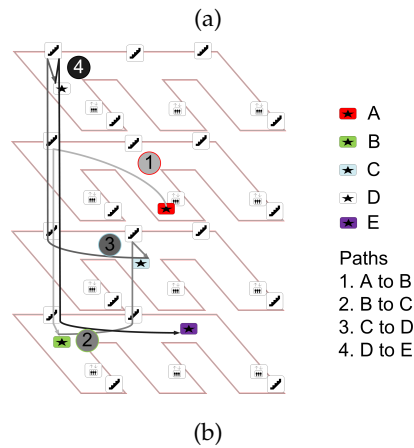 (a)
4
1
3
2
A
B
C
D
E
Paths
1. A to B
2. B to C
3. C to D
4. D to E
(b)